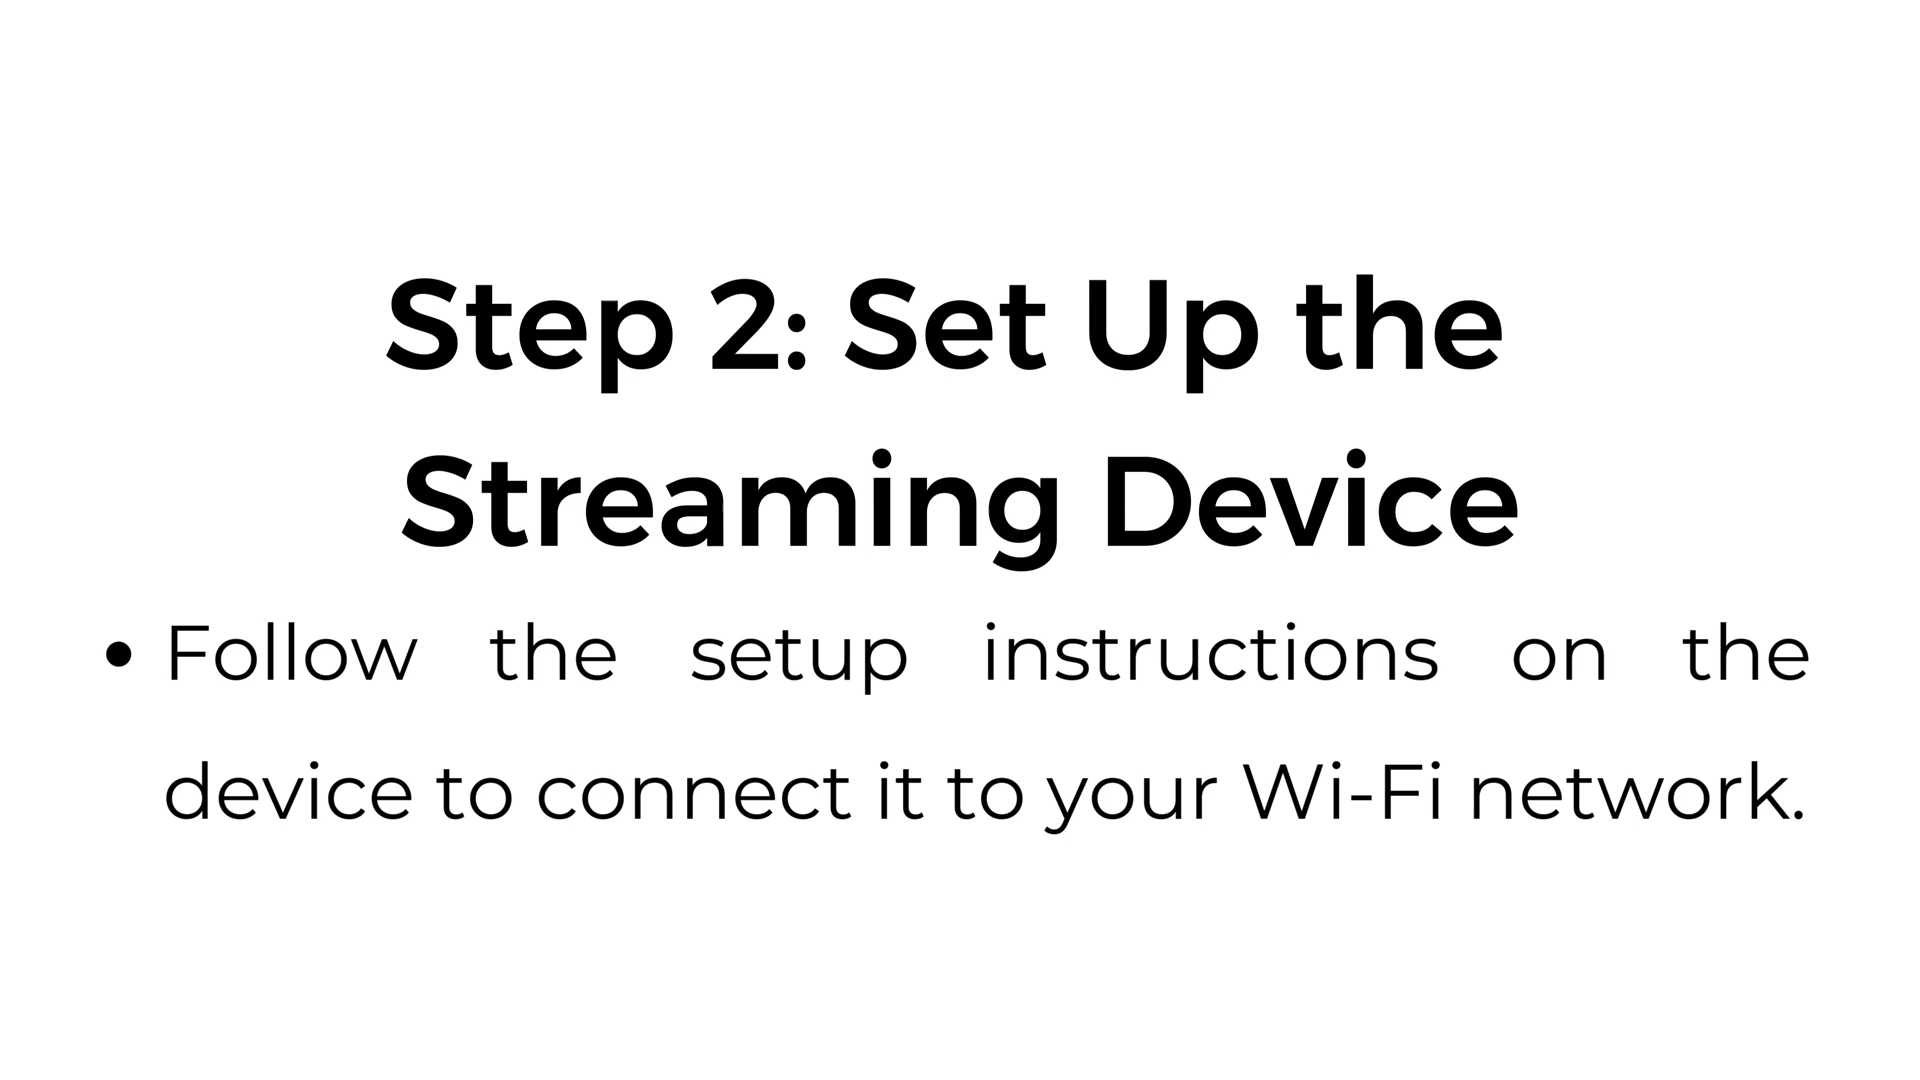 Step 2: Set Up the
Streaming Device
• Follow the setup instructions on the
device to connect it to your Wi-Fi network.